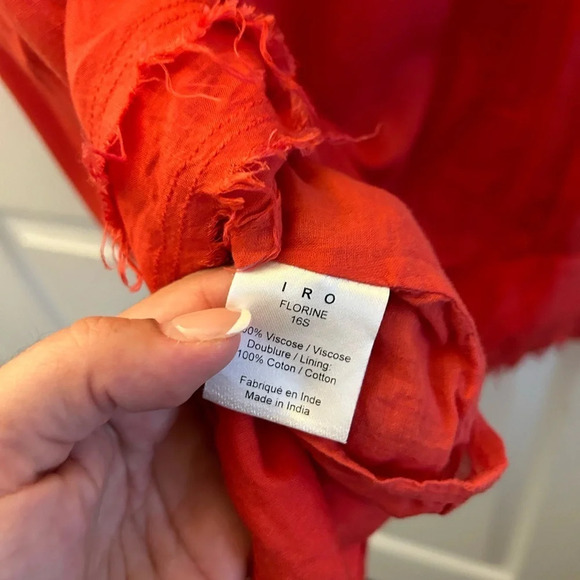 I R O
FLORINE
16S
00% Viscose / Viscose
Doublure / Lining:
100% Coton / Cotton
Fabriqué en Inde
Made in India